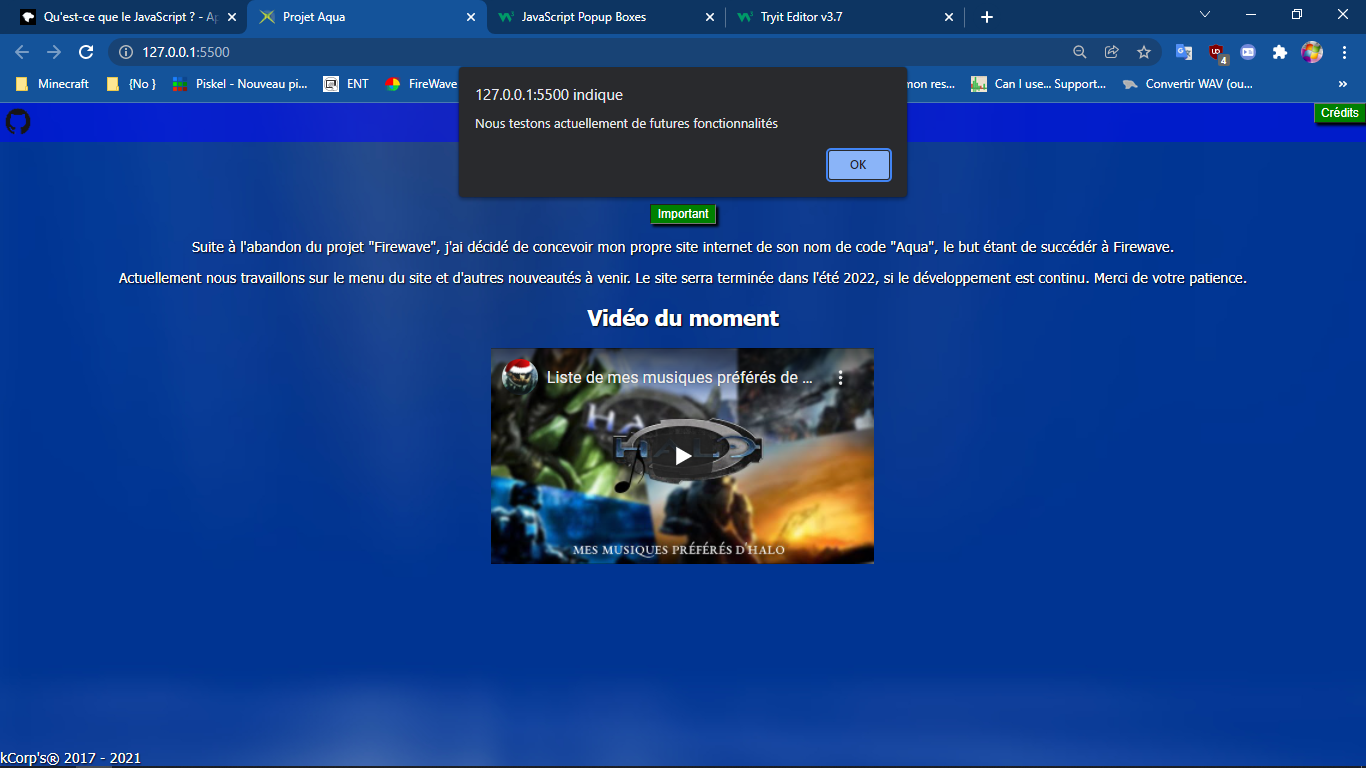 Qu'est-ce que le JavaScript ? - Ap
Projet Aqua
JavaScript Popup Boxes
Tryit Editor v3.7
127.0.0.1:5500
4
Minecraft
{No }
Piskel - Nouveau pi...
ENT
FireWave
mon res...
Can I use... Support...
Convertir WAV (ou...
»
127.0.0.1:5500 indique
Nous testons actuellement de futures fonctionnalités
OK
Crédits
Important
Suite à l'abandon du projet "Firewave", j'ai décidé de concevoir mon propre site internet de son nom de code "Aqua", le but étant de succédér à Firewave.
Actuellement nous travaillons sur le menu du site et d'autres nouveautés à venir. Le site serra terminée dans l'été 2022, si le développement est continu. Merci de votre patience.
Vidéo du moment
Liste de mes musiques préférés de ...
HALO
MES MUSIQUES PRÉFÉRÉS D'HALO
kCorp's® 2017 - 2021